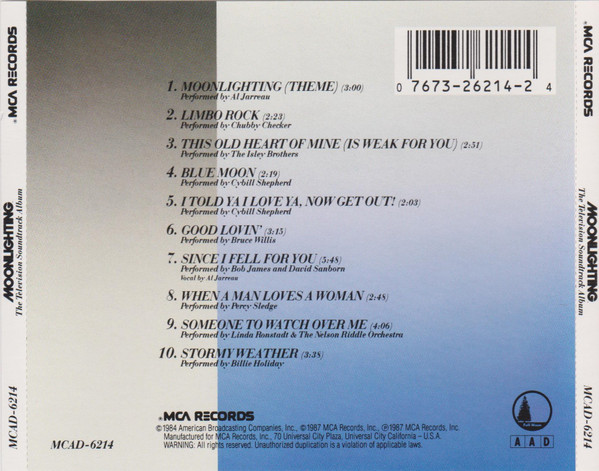 MCA RECORDS
MOONLIGHTING
The Television Soundtrack Album
MCAD-6214
0 7673-26214-2 4
1. MOONLIGHTING (THEME) (3:00)
Performed by Al Jarreau
2. LIMBO ROCK (2:23)
Performed by Chubby Checker
3. THIS OLD HEART OF MINE (IS WEAK FOR YOU) (2:51)
Performed by The Isley Brothers
4. BLUE MOON (2:19)
Performed by Cybill Shepherd
5. I TOLD YA I LOVE YA, NOW GET OUT! (2:03)
Performed by Cybill Shepherd
6. GOOD LOVIN' (3:15)
Performed by Bruce Willis
7. SINCE I FELL FOR YOU (5:48)
Performed by Bob James and David Sanborn
Vocal by Al Jarreau
8. WHEN A MAN LOVES A WOMAN (2:48)
Performed by Percy Sledge
9. SOMEONE TO WATCH OVER ME (4:06)
Performed by Linda Ronstadt & The Nelson Riddle Orchestra
10. STORMY WEATHER (3:38)
Performed by Billie Holiday
MCA RECORDS
©1984 American Broadcasting Companies, Inc., ©1987 MCA Records, Inc., ℗1987 MCA Records, Inc.
Manufactured for MCA Records, Inc., 70 Universal City Plaza, Universal City California – U.S.A.
WARNING: All rights reserved. Unauthorized duplication is a violation of applicable laws.
MCAD-6214
AAD
MCA RECORDS
MOONLIGHTING
The Television Soundtrack Album
MCAD-6214